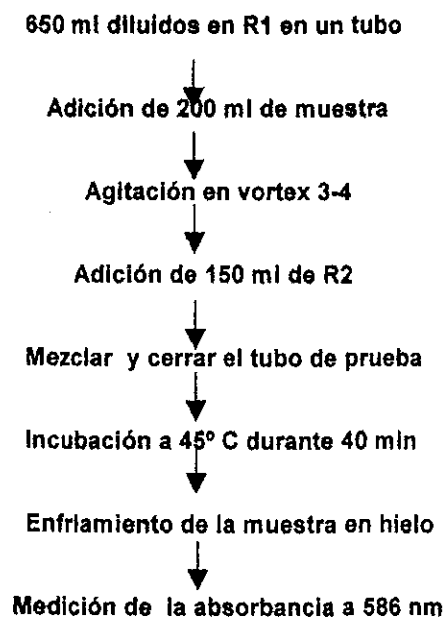 650 ml diluidos en R1 en un tubo
Adición de 200 ml de muestra
Agitación en vortex 3-4
Adición de 150 ml de R2
Mezclar y cerrar el tubo de prueba
Incubación a 45º C durante 40 min
Enfriamiento de la muestra en hielo
Medición de la absorbancia a 586 nm